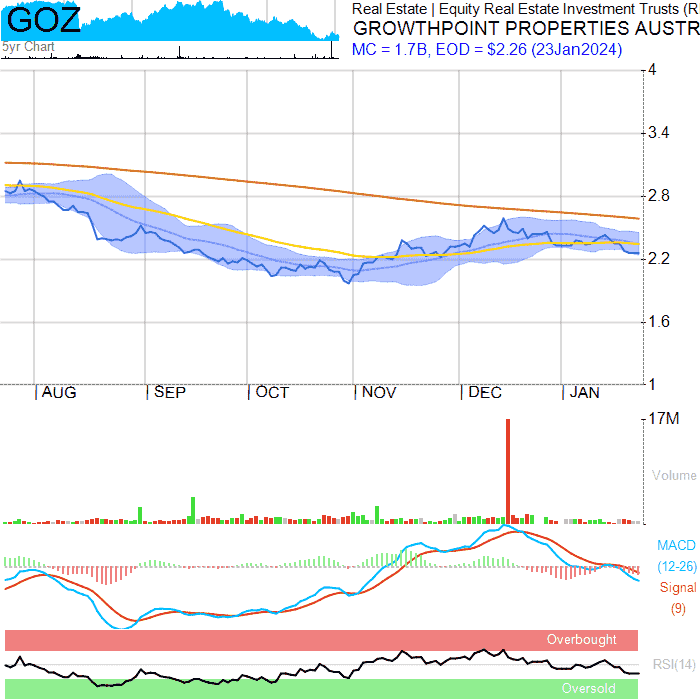 GOZ
5yr Chart
Real Estate | Equity Real Estate Investment Trusts (R
GROWTHPOINT PROPERTIES AUSTR
MC = 1.7B, EOD = $2.26 (23Jan2024)
4
3.4
2.8
2.2
1.6
1
AUG SEP OCT NOV DEC JAN
17M
Volume
MACD
(12-26)
Signal
(9)
Overbought
RSI(14)
Oversold